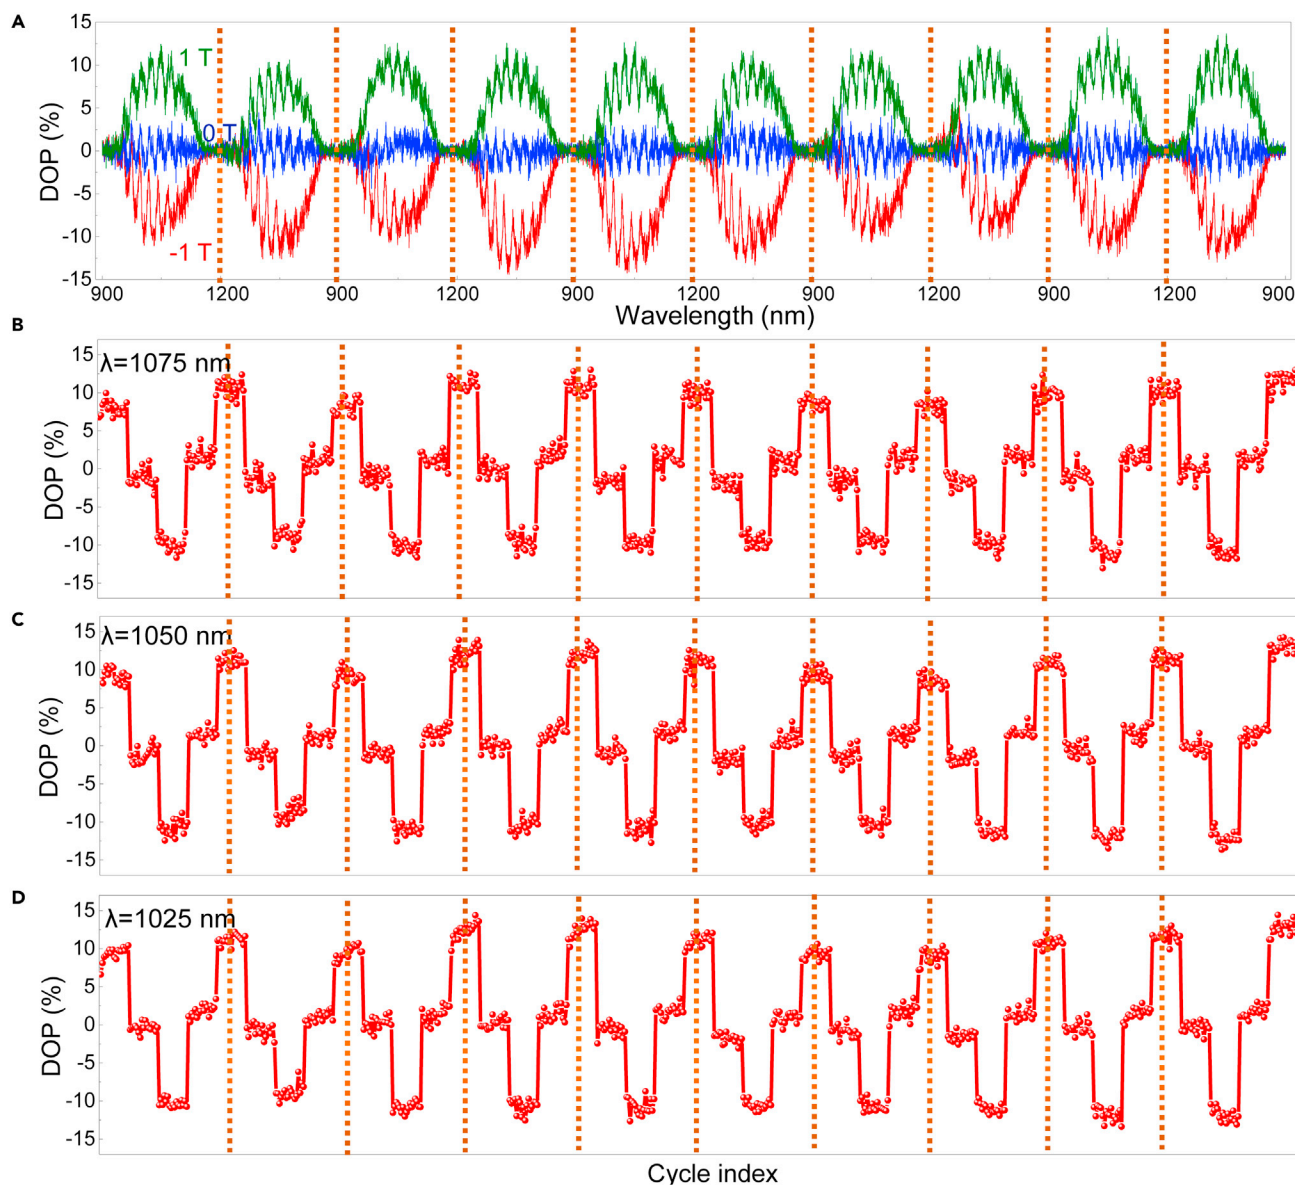 A
DOP (%)
15
10
5
0
-5
-10
-15
1 T
0 T
-1 T
900 1200 900 1200 900 1200 900 1200 900 1200 900
Wavelength (nm)
B
DOP (%)
15
10
5
0
-5
-10
-15
λ=1075 nm
C
DOP (%)
15
10
5
0
-5
-10
-15
λ=1050 nm
D
DOP (%)
15
10
5
0
-5
-10
-15
λ=1025 nm
Cycle index